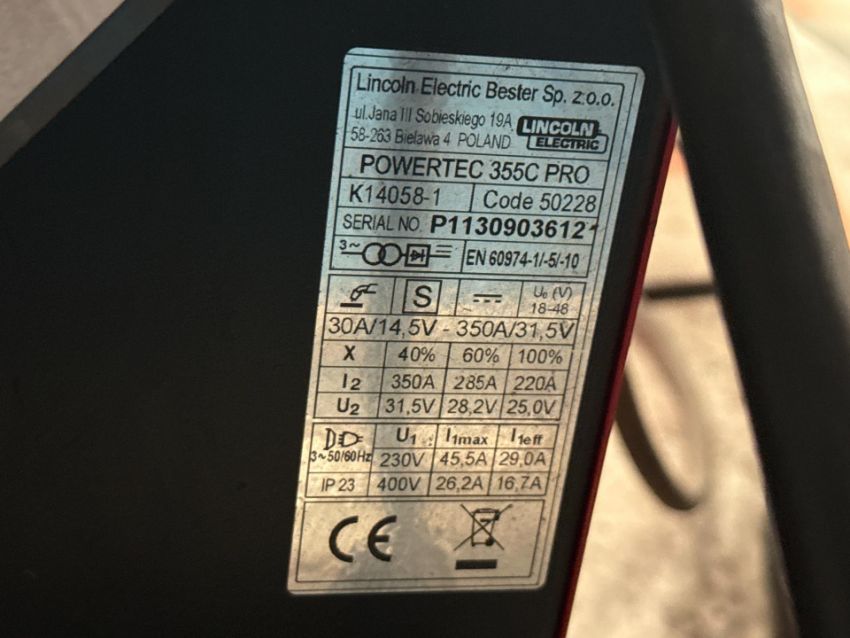 Lincoln Electric Bester Sp. z.o.o.
ul.Jana III Sobieskiego 19A
58-263 Bielawa 4 POLAND
LINCOLN
ELECTRIC
POWERTEC 355C PRO
K14058-1 Code 50228
SERIAL NO. P1130903612
3~ EN 60974-1/-5/-10
S U₀ (V)
18-48
30A/14,5V - 350A/31,5V
X 40% 60% 100%
I2 350A 285A 220A
U2 31,5V 28,2V 25,0V
U1 I1max I1eff
3~50/60Hz 230V 45,5A 29,0A
IP 23 400V 26,2A 16,7A
CE